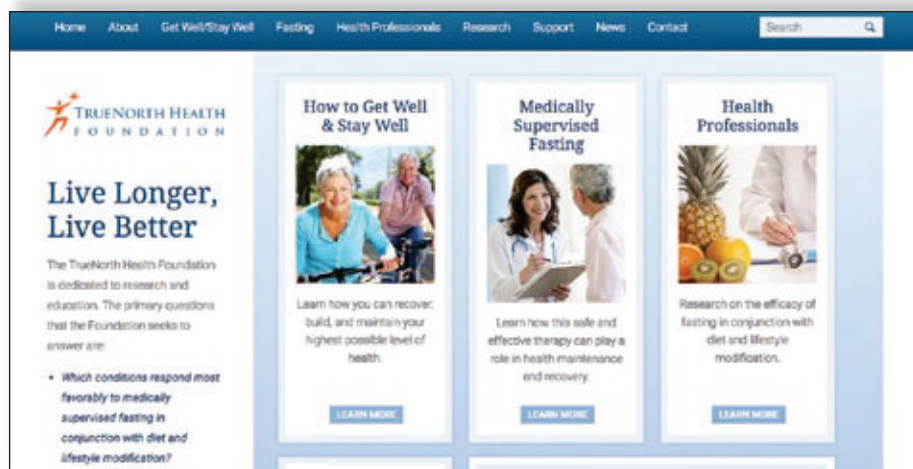 Home About Get Well/Stay Well Fasting Health Professionals Research Support News Contact Search
TRUENORTH HEALTH
FOUNDATION
Live Longer,
Live Better
The TrueNorth Health Foundation
is dedicated to research and
education. The primary questions
that the Foundation seeks to
answer are:
• Which conditions respond most
favorably to medically
supervised fasting in
conjunction with diet and
lifestyle modification?
How to Get Well
& Stay Well
Learn how you can recover,
build, and maintain your
highest possible level of
health.
LEARN MORE
Medically
Supervised
Fasting
Learn how this safe and
effective therapy can play a
role in health maintenance
and recovery.
LEARN MORE
Health
Professionals
Research on the efficacy of
fasting in conjunction with
diet and lifestyle
modification.
LEARN MORE